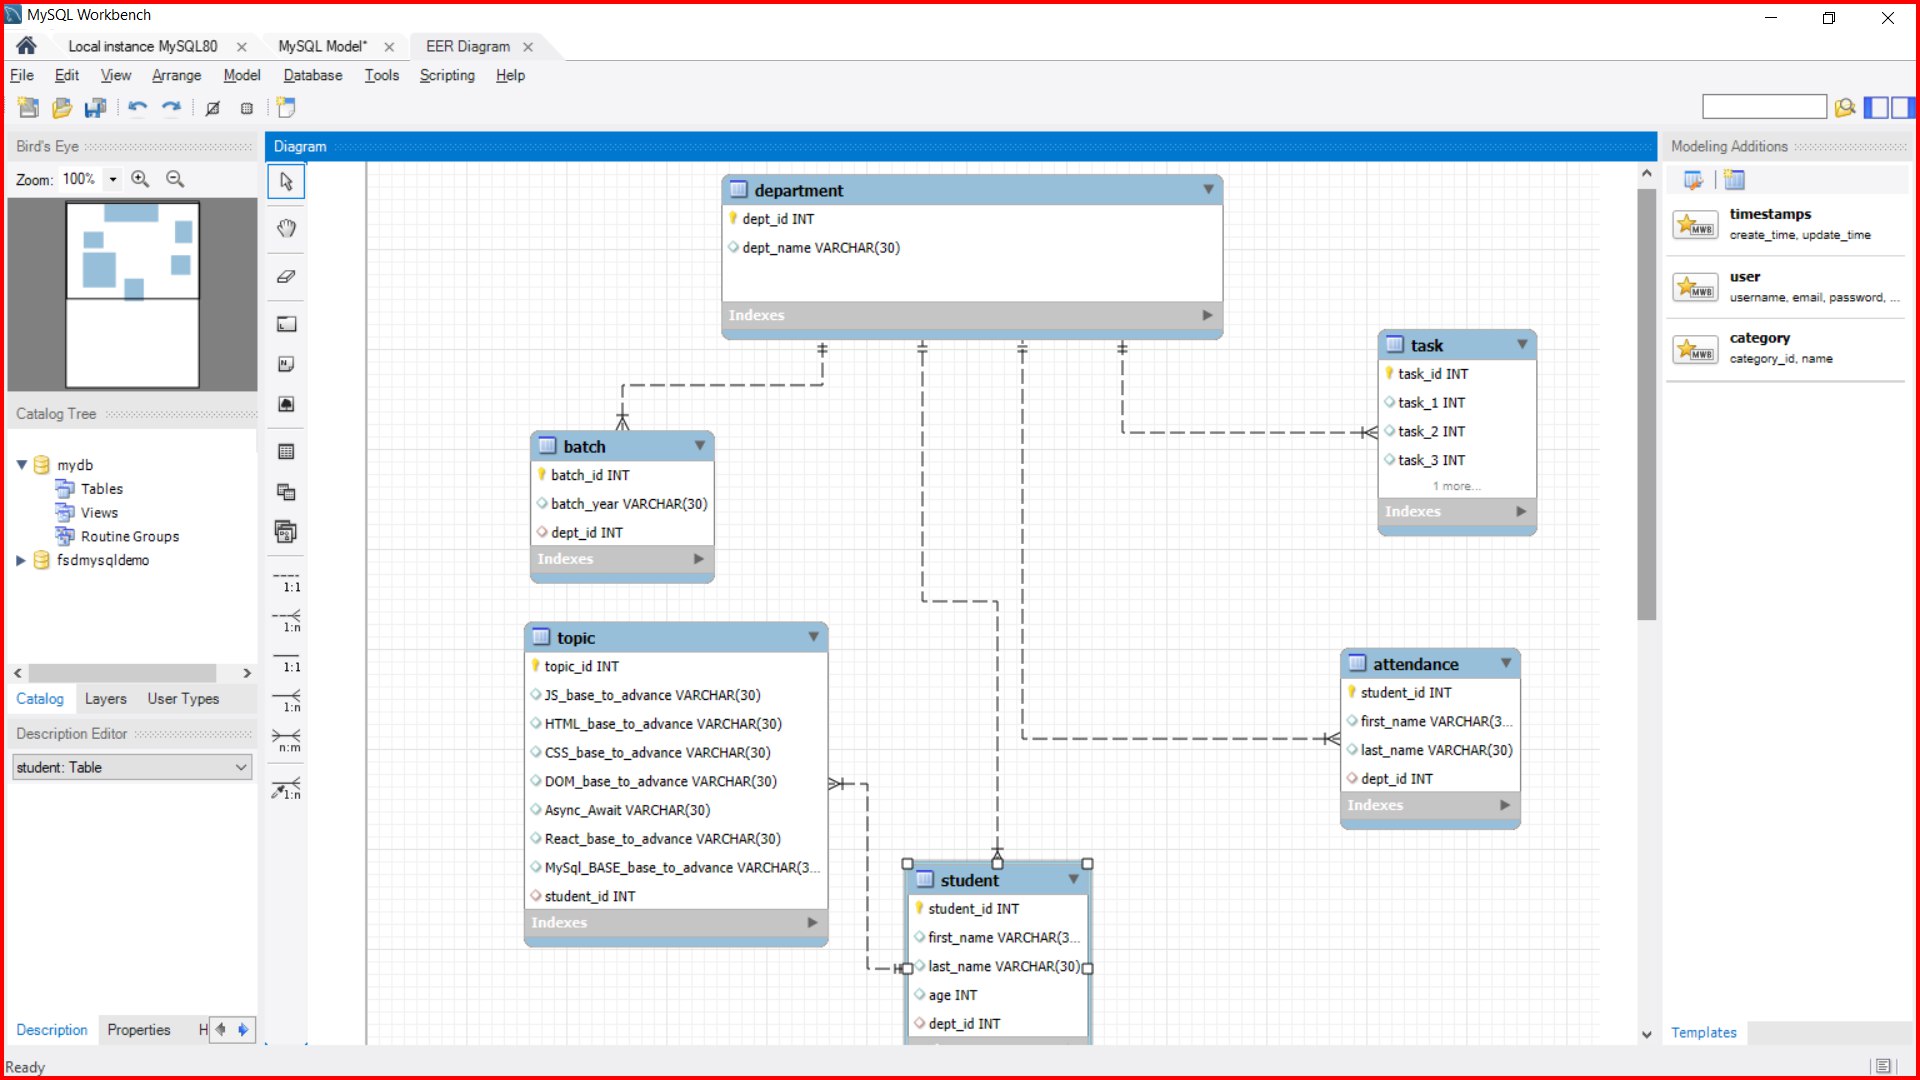 MySQL Workbench
Local instance MySQL80
MySQL Model*
EER Diagram
File Edit View Arrange Model Database Tools Scripting Help
Bird's Eye
Zoom: 100%
Catalog Tree
mydb
Tables
Views
Routine Groups
fsdmysqldemo
Catalog Layers User Types
Description Editor
student: Table
Description Properties H
Ready
1:1
1:n
1:1
1:n
n:m
1:n
Diagram
department
dept_id INT
dept_name VARCHAR(30)
Indexes
task
task_id INT
task_1 INT
task_2 INT
task_3 INT
1 more...
Indexes
batch
batch_id INT
batch_year VARCHAR(30)
dept_id INT
Indexes
topic
topic_id INT
JS_base_to_advance VARCHAR(30)
HTML_base_to_advance VARCHAR(30)
CSS_base_to_advance VARCHAR(30)
DOM_base_to_advance VARCHAR(30)
Async_Await VARCHAR(30)
React_base_to_advance VARCHAR(30)
MySql_BASE_base_to_advance VARCHAR(3...
student_id INT
Indexes
attendance
student_id INT
first_name VARCHAR(3...
last_name VARCHAR(30)
dept_id INT
Indexes
student
student_id INT
first_name VARCHAR(3...
last_name VARCHAR(30)
age INT
dept_id INT
Modeling Additions
MWB
timestamps
create_time, update_time
MWB
user
username, email, password, ...
MWB
category
category_id, name
Templates